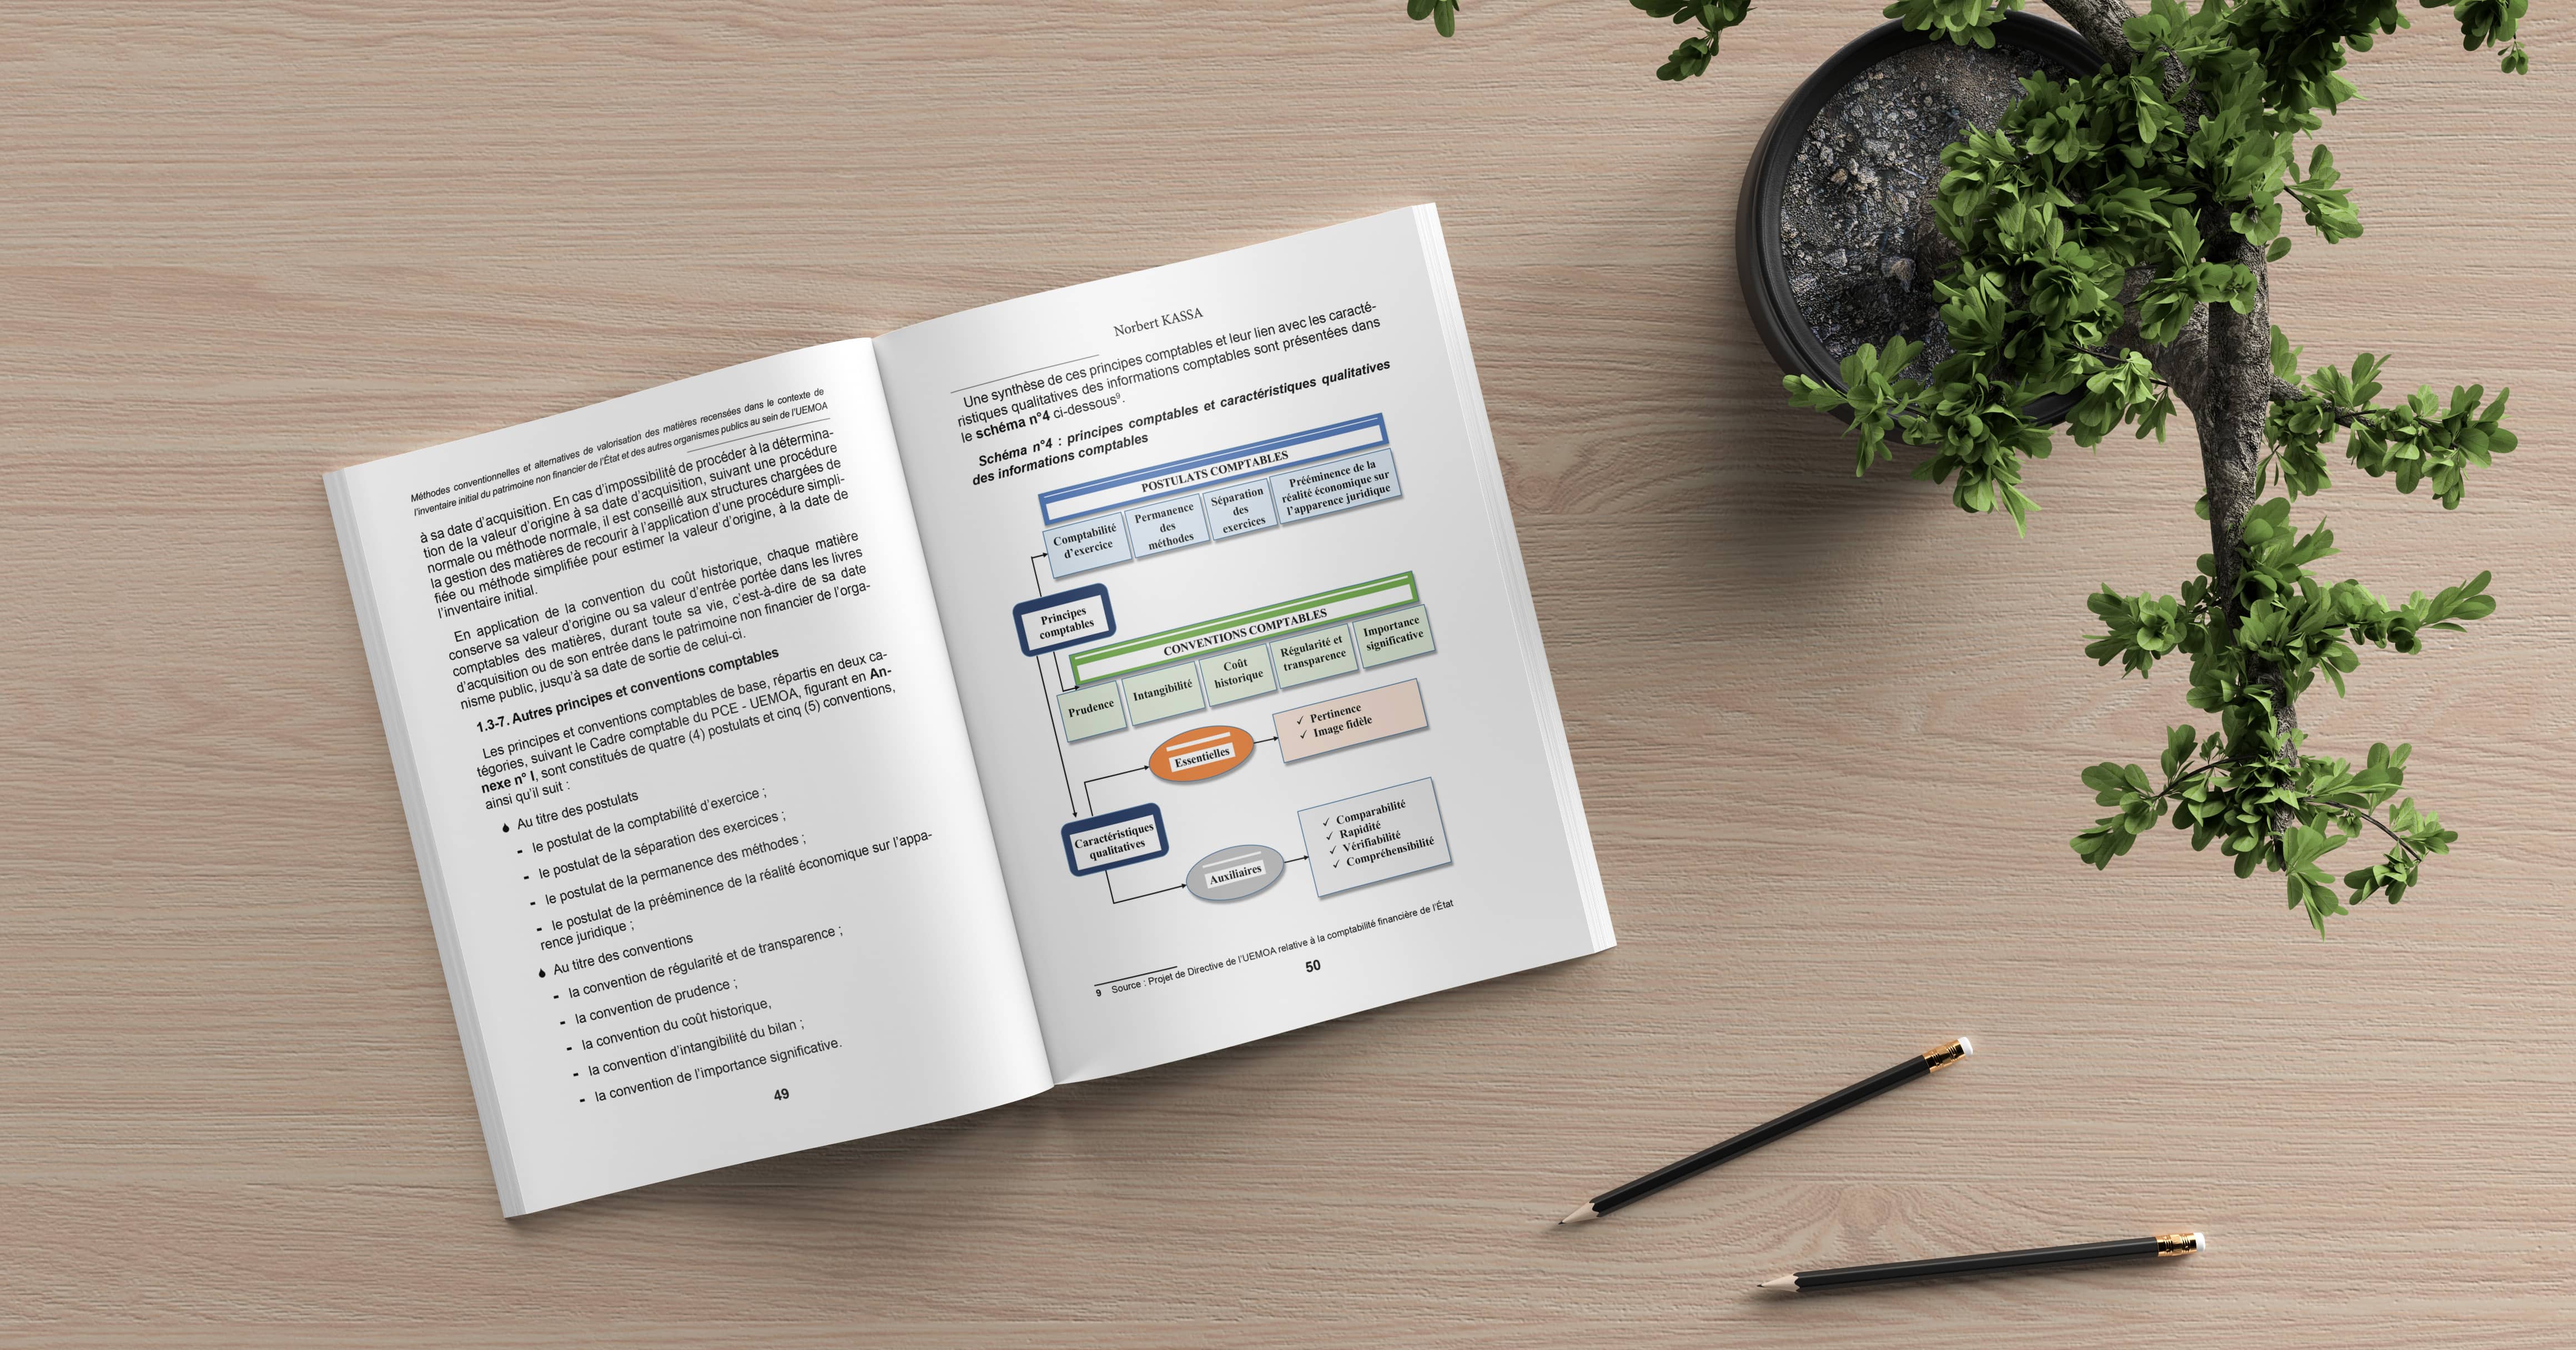 Méthodes conventionnelles et alternatives de valorisation des matières recensées dans le contexte de
l'inventaire initial du patrimoine non financier de l'État et des autres organismes publics au sein de l'UEMOA
à sa date d'acquisition. En cas d'impossibilité de procéder à la détermina-
tion de la valeur d'origine à sa date d'acquisition, suivant une procédure
normale ou méthode normale, il est conseillé aux structures chargées de
la gestion des matières de recourir à l'application d'une procédure simpli-
fiée ou méthode simplifiée pour estimer la valeur d'origine, à la date de
l'inventaire initial.
En application de la convention du coût historique, chaque matière
conserve sa valeur d'origine ou sa valeur d'entrée portée dans les livres
comptables des matières, durant toute sa vie, c'est-à-dire de sa date
d'acquisition ou de son entrée dans le patrimoine non financier de l'orga-
nisme public, jusqu'à sa date de sortie de celui-ci.
1.3-7. Autres principes et conventions comptables
Les principes et conventions comptables de base, répartis en deux ca-
tégories, suivant le Cadre comptable du PCE - UEMOA, figurant en An-
nexe n° I, sont constitués de quatre (4) postulats et cinq (5) conventions,
ainsi qu'il suit :
Au titre des postulats
- le postulat de la comptabilité d'exercice ;
- le postulat de la séparation des exercices ;
- le postulat de la permanence des méthodes ;
- le postulat de la prééminence de la réalité économique sur l'appa-
rence juridique ;
Au titre des conventions
- la convention de régularité et de transparence ;
- la convention de prudence ;
- la convention du coût historique,
- la convention d'intangibilité du bilan ;
- la convention de l'importance significative.
49
Norbert KASSA
Une synthèse de ces principes comptables et leur lien avec les caracté-
ristiques qualitatives des informations comptables sont présentées dans
le schéma n°4 ci-dessous⁹.
Schéma n°4 : principes comptables et caractéristiques qualitatives
des informations comptables
POSTULATS COMPTABLES
Comptabilité
d'exercice
Permanence
des
méthodes
Séparation
des
exercices
Prééminence de la
réalité économique sur
l'apparence juridique
Principes
comptables
CONVENTIONS COMPTABLES
Prudence
Intangibilité
Coût
historique
Régularité et
transparence
Importance
significative
Essentielles
✓ Pertinence
✓ Image fidèle
Caractéristiques
qualitatives
Auxiliaires
✓ Comparabilité
✓ Rapidité
✓ Vérifiabilité
✓ Compréhensibilité
9 Source : Projet de Directive de l'UEMOA relative à la comptabilité financière de l'État
50